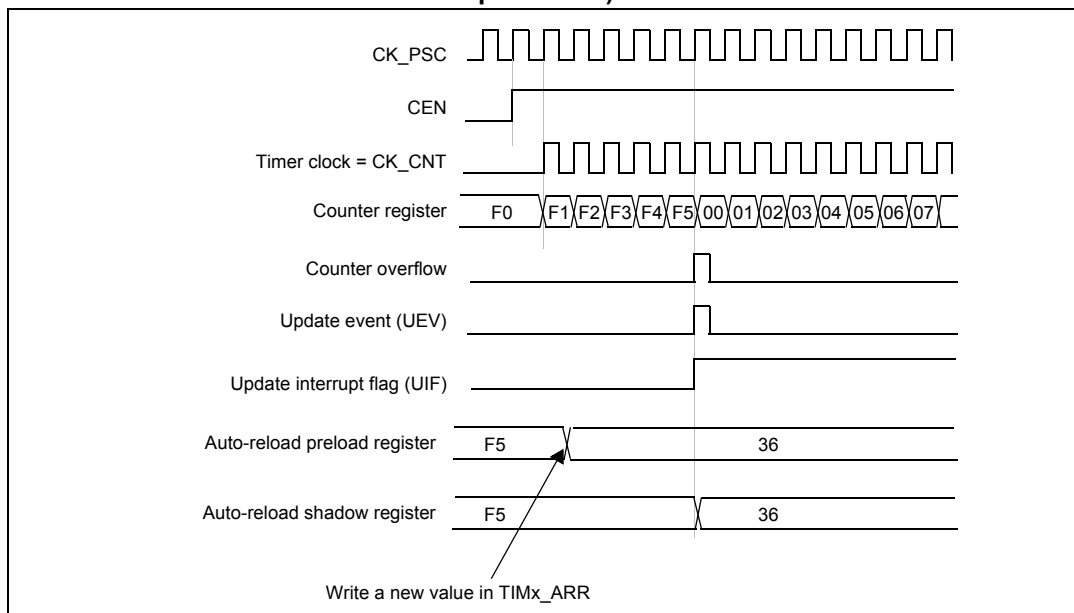 CK_PSC
CEN
Timer clock = CK_CNT
Counter register F0 F1 F2 F3 F4 F5 00 01 02 03 04 05 06 07
Counter overflow
Update event (UEV)
Update interrupt flag (UIF)
Auto-reload preload register F5 36
Auto-reload shadow register F5 36
Write a new value in TIMx_ARR